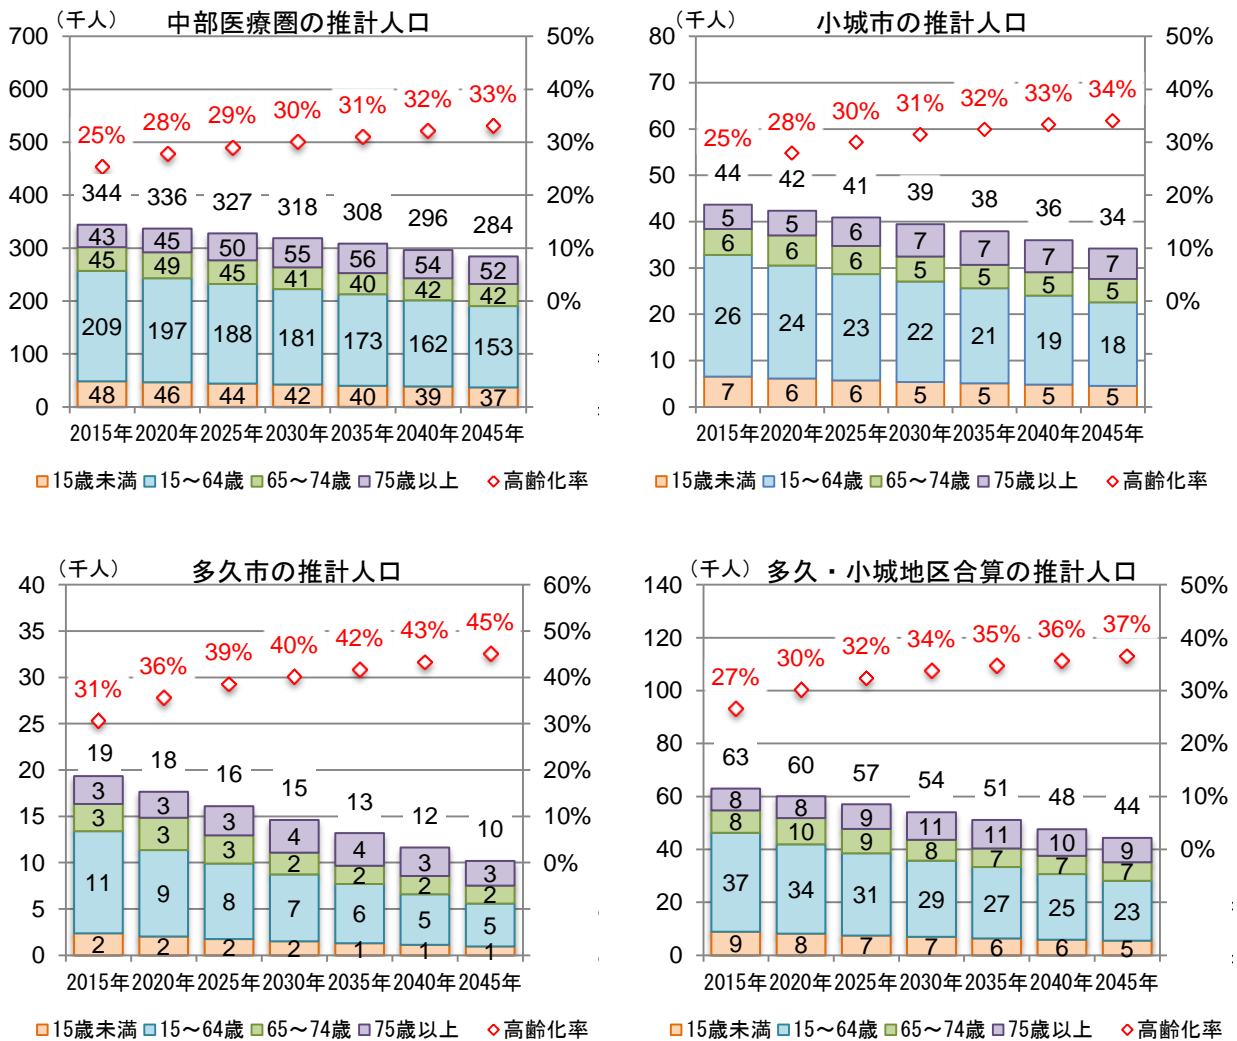 （千人）
中部医療圏の推計人口
700
600
500
400
300
200
100
0
50%
40%
30%
20%
10%
0%
25% 28% 29% 30% 31% 32% 33%
344 336 327 318 308 296 284
43 45 50 55 56 54 52
45 49 45 41 40 42 42
209 197 188 181 173 162 153
48 46 44 42 40 39 37
2015年 2020年 2025年 2030年 2035年 2040年 2045年
15歳未満 15～64歳 65～74歳 75歳以上 高齢化率
（千人）
小城市の推計人口
80
70
60
50
40
30
20
10
0
50%
40%
30%
20%
10%
0%
25% 28% 30% 31% 32% 33% 34%
44 42 41 39 38 36 34
5 5 6 7 7 7 7
6 6 6 5 5 5 5
26 24 23 22 21 19 18
7 6 6 5 5 5 5
2015年 2020年 2025年 2030年 2035年 2040年 2045年
15歳未満 15～64歳 65～74歳 75歳以上 高齢化率
（千人）
多久市の推計人口
40
35
30
25
20
15
10
5
0
60%
50%
40%
30%
20%
10%
0%
31% 36% 39% 40% 42% 43% 45%
19 18 16 15 13 12 10
3 3 3 4 4 3 3
3 3 3 2 2 2 2
11 9 8 7 6 5 5
2 2 2 2 1 1 1
2015年 2020年 2025年 2030年 2035年 2040年 2045年
15歳未満 15～64歳 65～74歳 75歳以上 高齢化率
（千人）
多久・小城地区合算の推計人口
140
120
100
80
60
40
20
0
50%
40%
30%
20%
10%
0%
27% 30% 32% 34% 35% 36% 37%
63 60 57 54 51 48 44
8 8 9 11 11 10 9
8 10 9 8 7 7 7
37 34 31 29 27 25 23
9 8 7 7 6 6 5
2015年 2020年 2025年 2030年 2035年 2040年 2045年
15歳未満 15～64歳 65～74歳 75歳以上 高齢化率